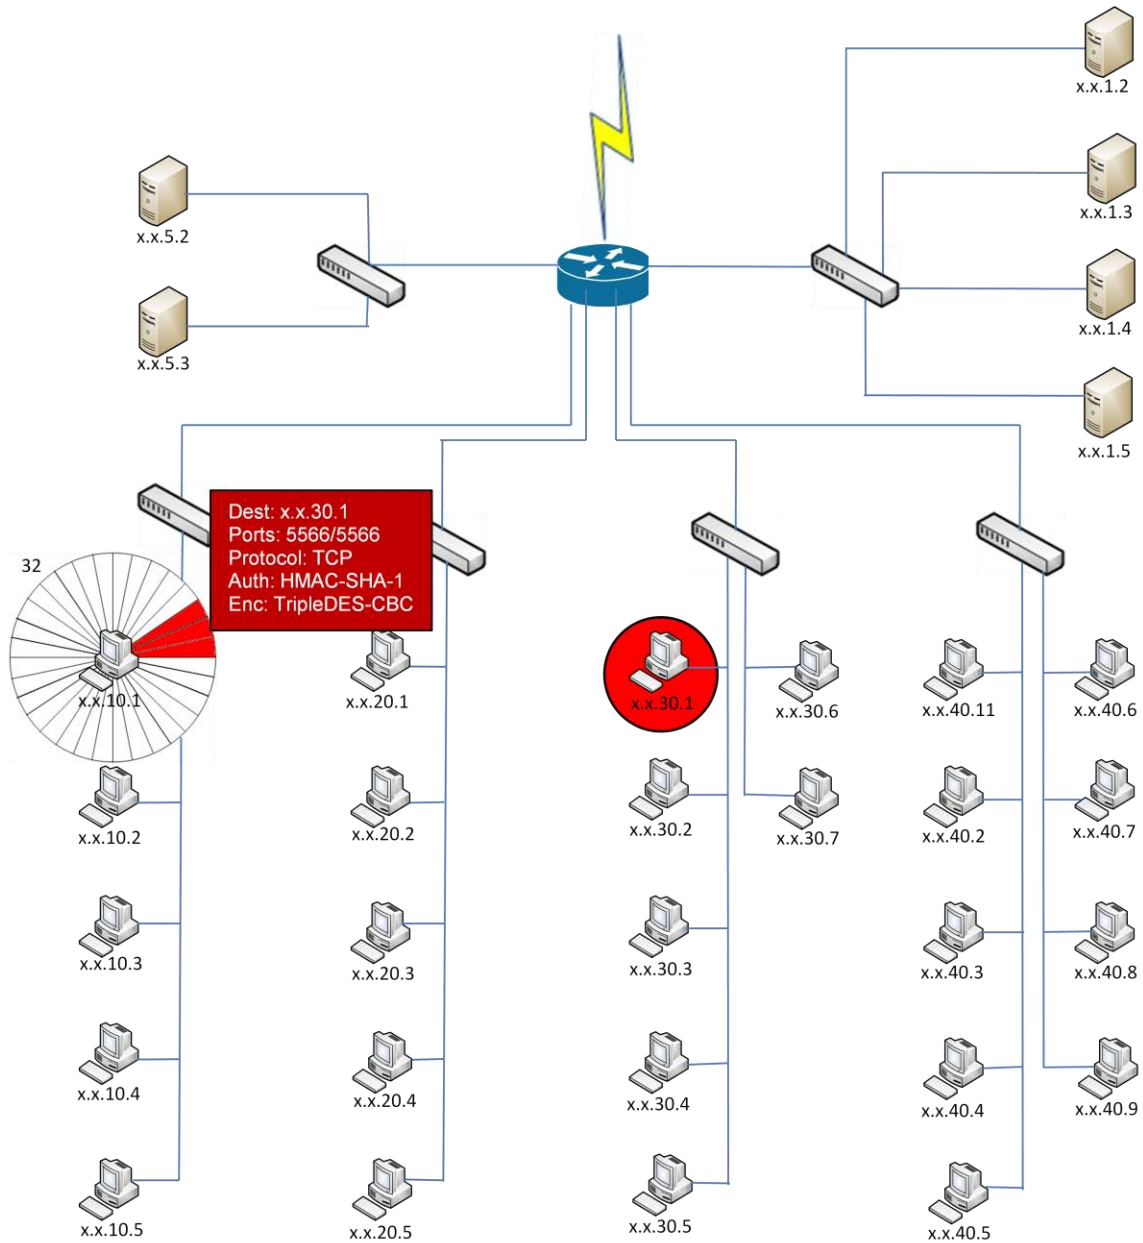 x.x.1.2
x.x.1.3
x.x.5.2
x.x.1.4
x.x.5.3
x.x.1.5
Dest: x.x.30.1
Ports: 5566/5566
Protocol: TCP
Auth: HMAC-SHA-1
Enc: TripleDES-CBC
32
x.x.10.1
x.x.20.1
x.x.30.1
x.x.30.6
x.x.40.11
x.x.40.6
x.x.10.2
x.x.20.2
x.x.30.2
x.x.30.7
x.x.40.2
x.x.40.7
x.x.10.3
x.x.20.3
x.x.30.3
x.x.40.3
x.x.40.8
x.x.10.4
x.x.20.4
x.x.30.4
x.x.40.4
x.x.40.9
x.x.10.5
x.x.20.5
x.x.30.5
x.x.40.5